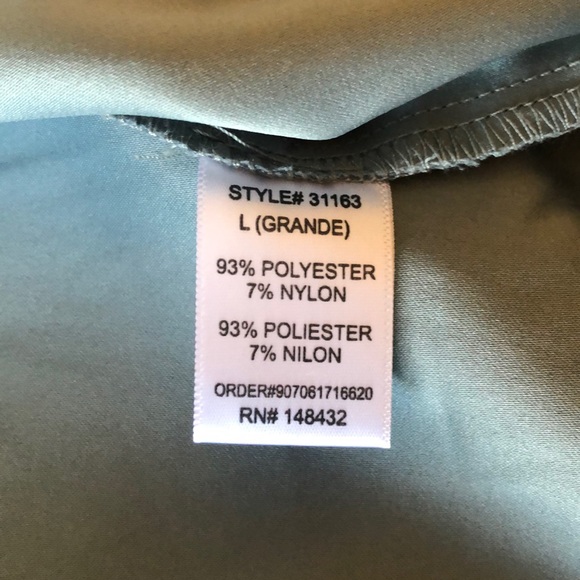 STYLE# 31163
L (GRANDE)
93% POLYESTER
7% NYLON
93% POLIESTER
7% NILON
ORDER#907061716620
RN# 148432